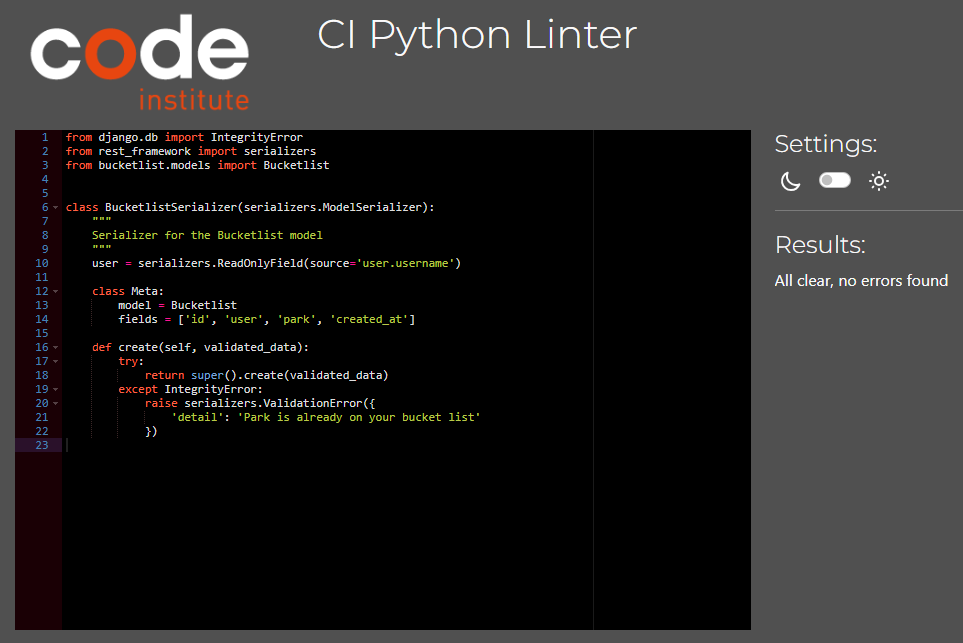 code
institute
CI Python Linter
1 from django.db import IntegrityError
2 from rest_framework import serializers
3 from bucketlist.models import Bucketlist
4
5
6 class BucketlistSerializer(serializers.ModelSerializer):
7     """
8     Serializer for the Bucketlist model
9     """
10     user = serializers.ReadOnlyField(source='user.username')
11
12     class Meta:
13         model = Bucketlist
14         fields = ['id', 'user', 'park', 'created_at']
15
16     def create(self, validated_data):
17         try:
18             return super().create(validated_data)
19         except IntegrityError:
20             raise serializers.ValidationError({
21                 'detail': 'Park is already on your bucket list'
22             })
23
Settings:
Results:
All clear, no errors found